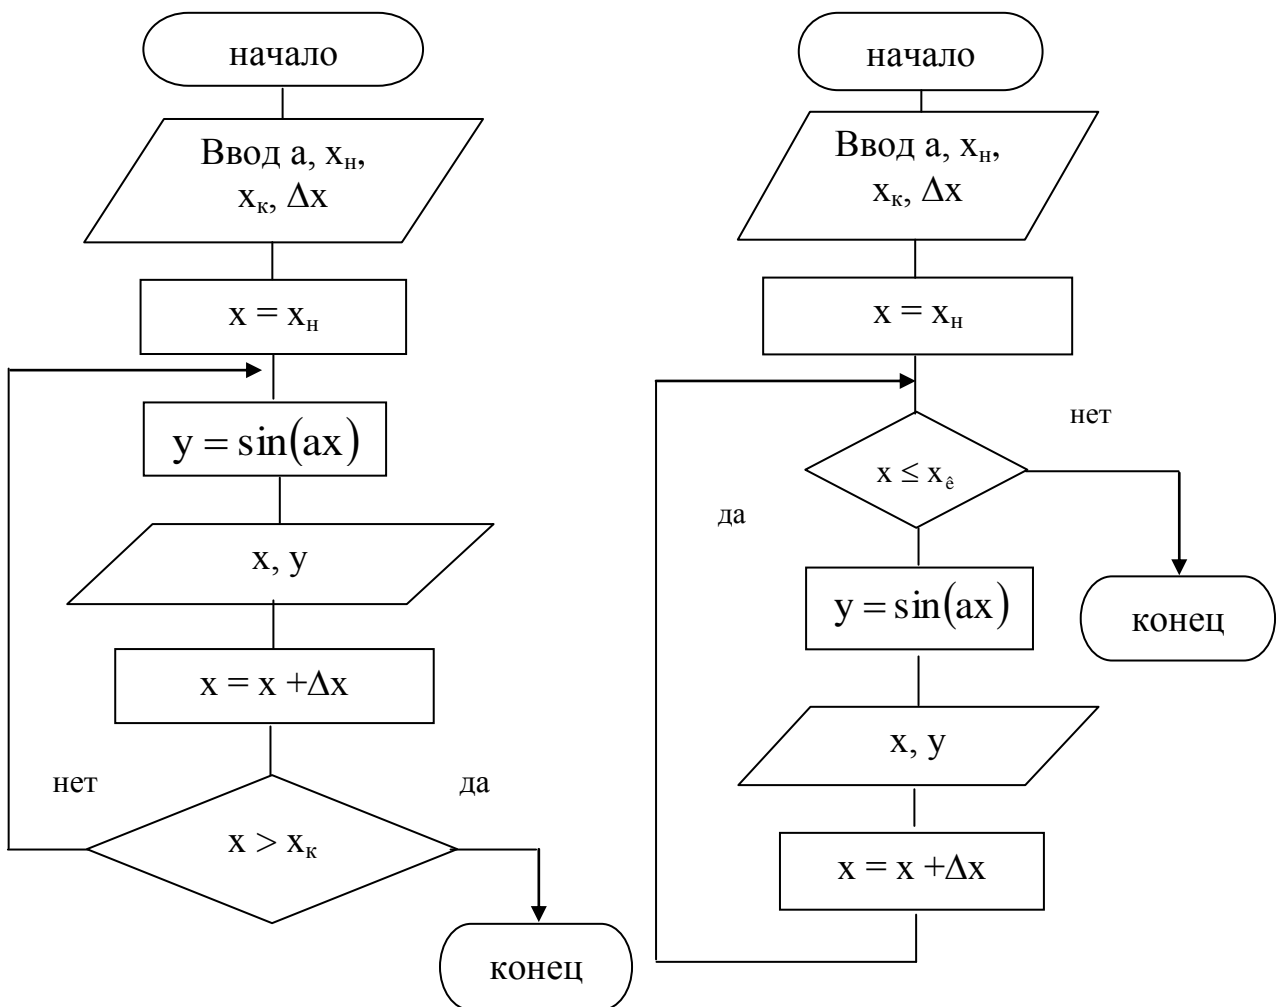 начало
Ввод a, xн,
xк, Δx
x = xн
y = sin(ax)
x, y
x = x +Δx
нет
да
x > xк
конец
начало
Ввод a, xн,
xк, Δx
x = xн
нет
x ≤ xê
да
y = sin(ax)
конец
x, y
x = x +Δx